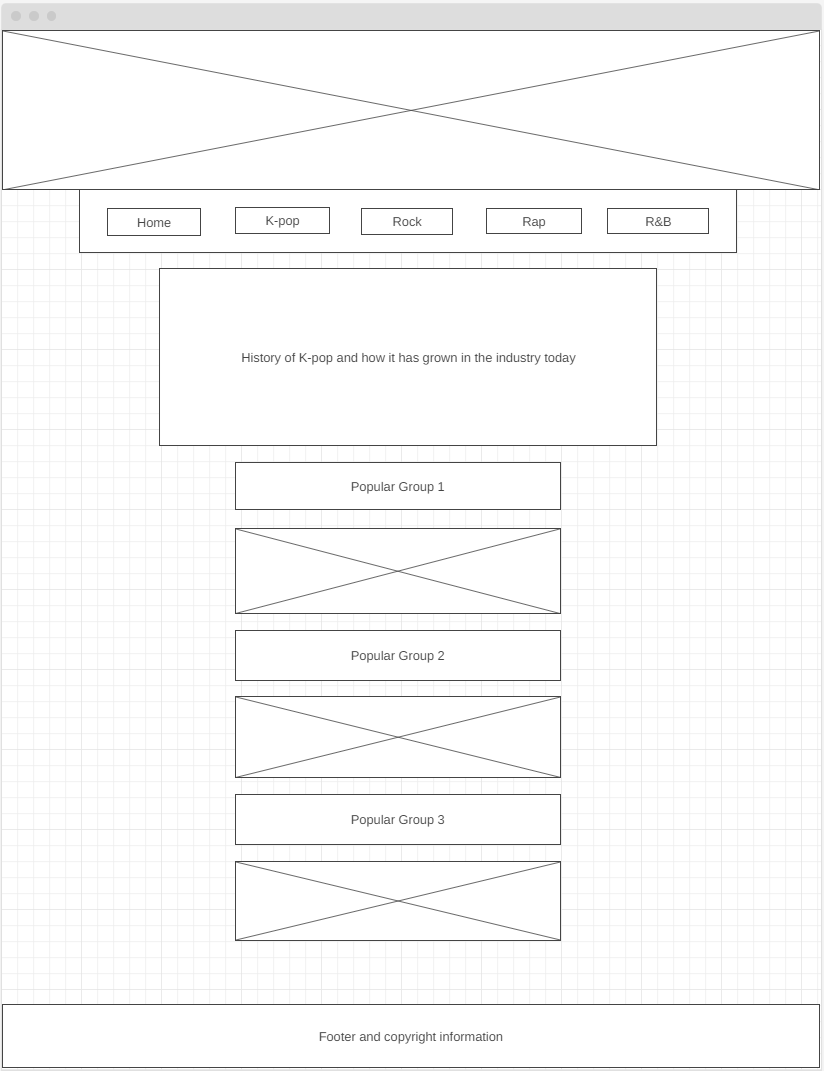 Home
K-pop
Rock
Rap
R&B
History of K-pop and how it has grown in the industry today
Popular Group 1
Popular Group 2
Popular Group 3
Footer and copyright information